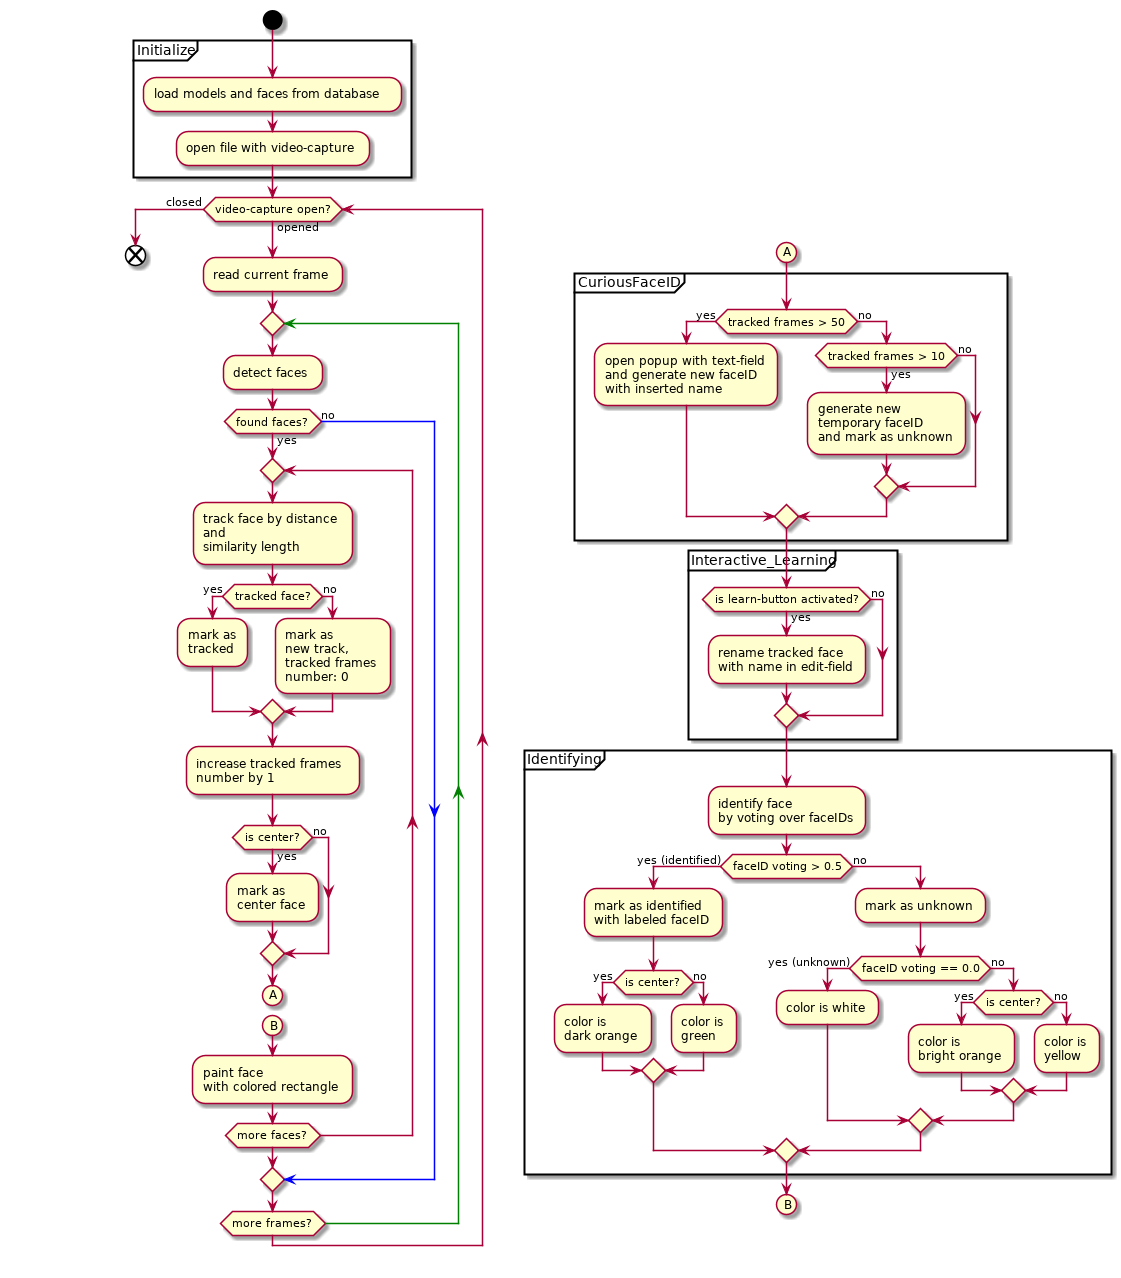 Initialize
load models and faces from database
open file with video-capture
closed
video-capture open?
opened
read current frame
detect faces
found faces?
no
yes
track face by distance
and
similarity length
yes
tracked face?
no
mark as
tracked
mark as
new track,
tracked frames
number: 0
increase tracked frames
number by 1
is center?
no
yes
mark as
center face
A
B
paint face
with colored rectangle
more faces?
more frames?
A
CuriousFaceID
yes
tracked frames > 50
no
open popup with text-field
and generate new faceID
with inserted name
tracked frames > 10
no
yes
generate new
temporary faceID
and mark as unknown
Interactive_Learning
is learn-button activated?
no
yes
rename tracked face
with name in edit-field
Identifying
identify face
by voting over faceIDs
yes (identified)
faceID voting > 0.5
no
mark as identified
with labeled faceID
yes
is center?
no
color is
dark orange
color is
green
mark as unknown
yes (unknown)
faceID voting == 0.0
no
color is white
yes
is center?
no
color is
bright orange
color is
yellow
B